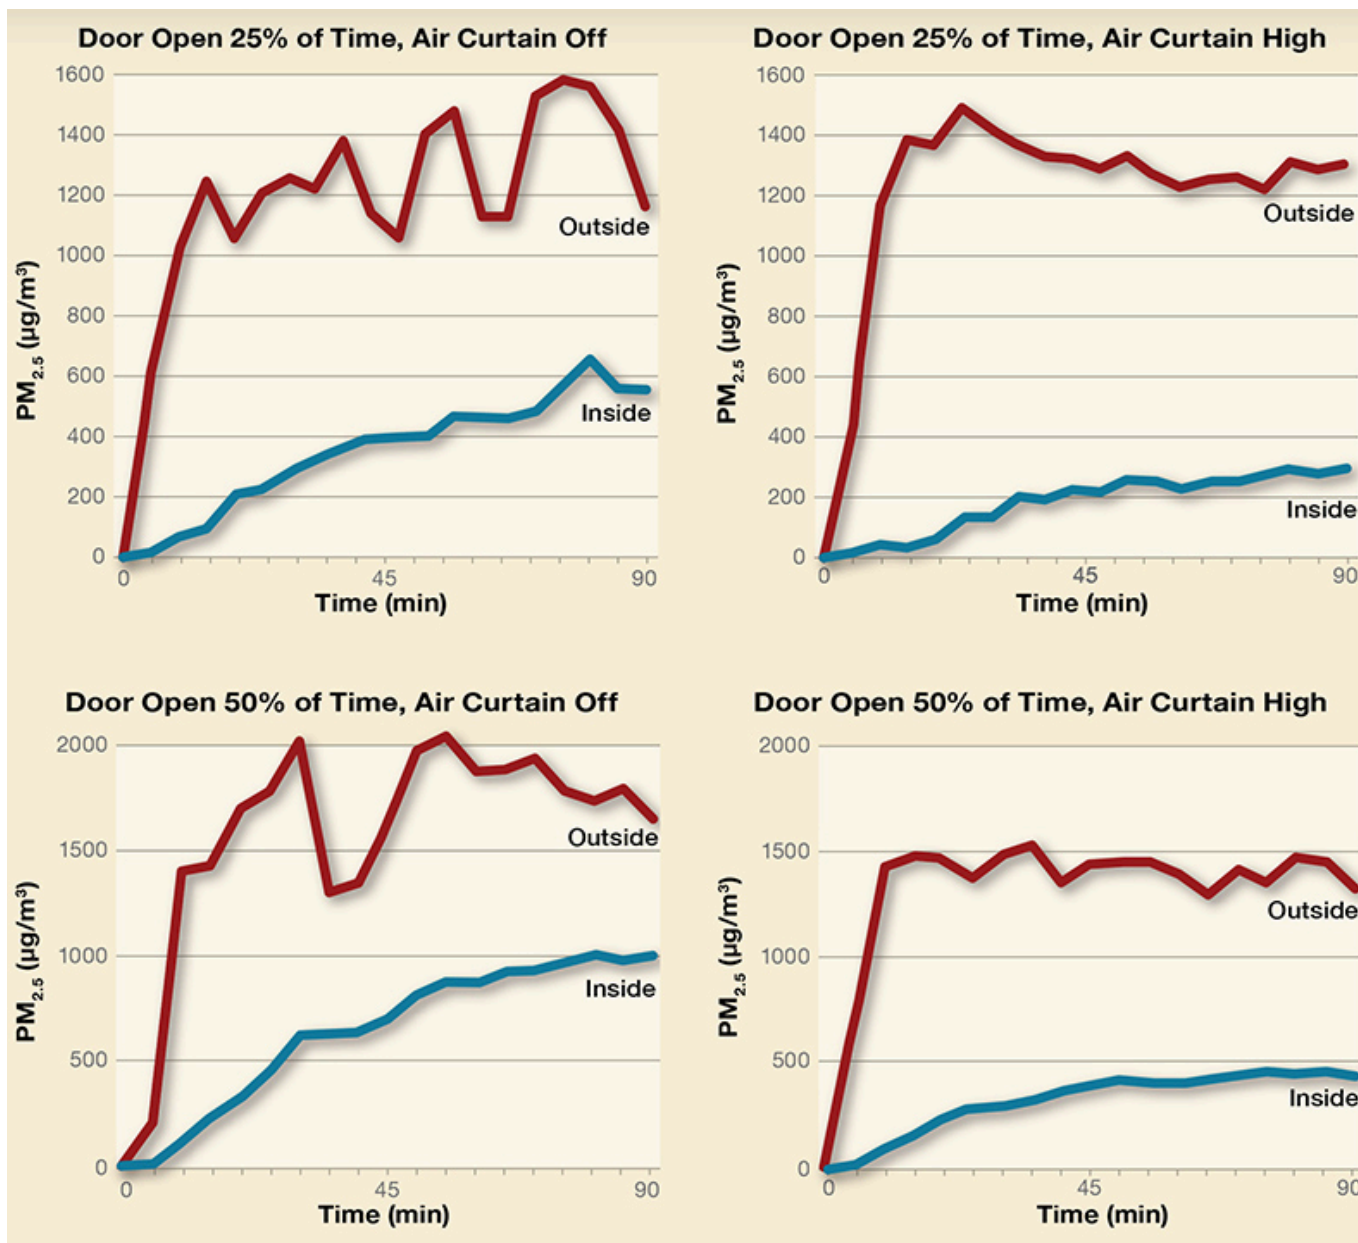 Door Open 25% of Time, Air Curtain Off
1600
1400
1200
1000
800
600
400
200
0
PM2.5 (µg/m³)
Outside
Inside
0 45 90
Time (min)
Door Open 25% of Time, Air Curtain High
1600
1400
1200
1000
800
600
400
200
0
PM2.5 (µg/m³)
Outside
Inside
0 45 90
Time (min)
Door Open 50% of Time, Air Curtain Off
2000
1500
1000
500
0
PM2.5 (µg/m³)
Outside
Inside
0 45 90
Time (min)
Door Open 50% of Time, Air Curtain High
2000
1500
1000
500
0
PM2.5 (µg/m³)
Outside
Inside
0 45 90
Time (min)